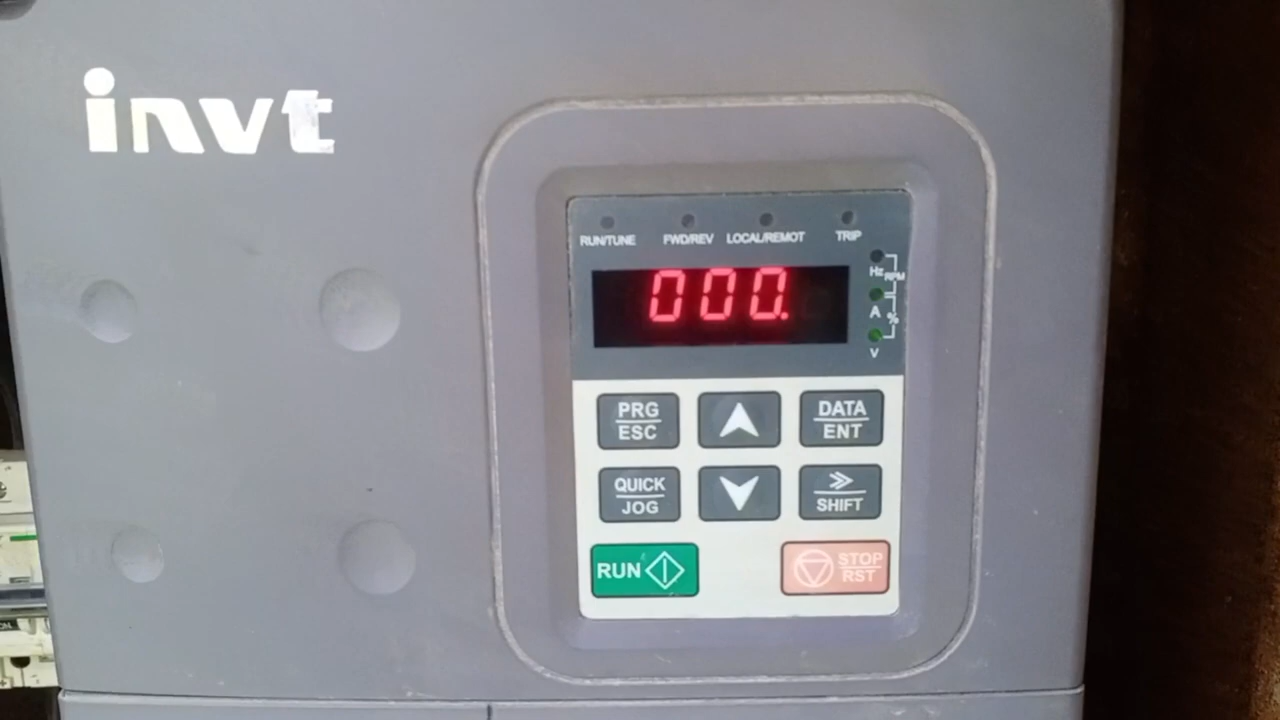 invt
RUN/TUNE FWD/REV LOCAL/REMOT TRIP
000.
Hz
RPM
A
%
V
PRG
ESC
DATA
ENT
QUICK
JOG
SHIFT
RUN
STOP
RST